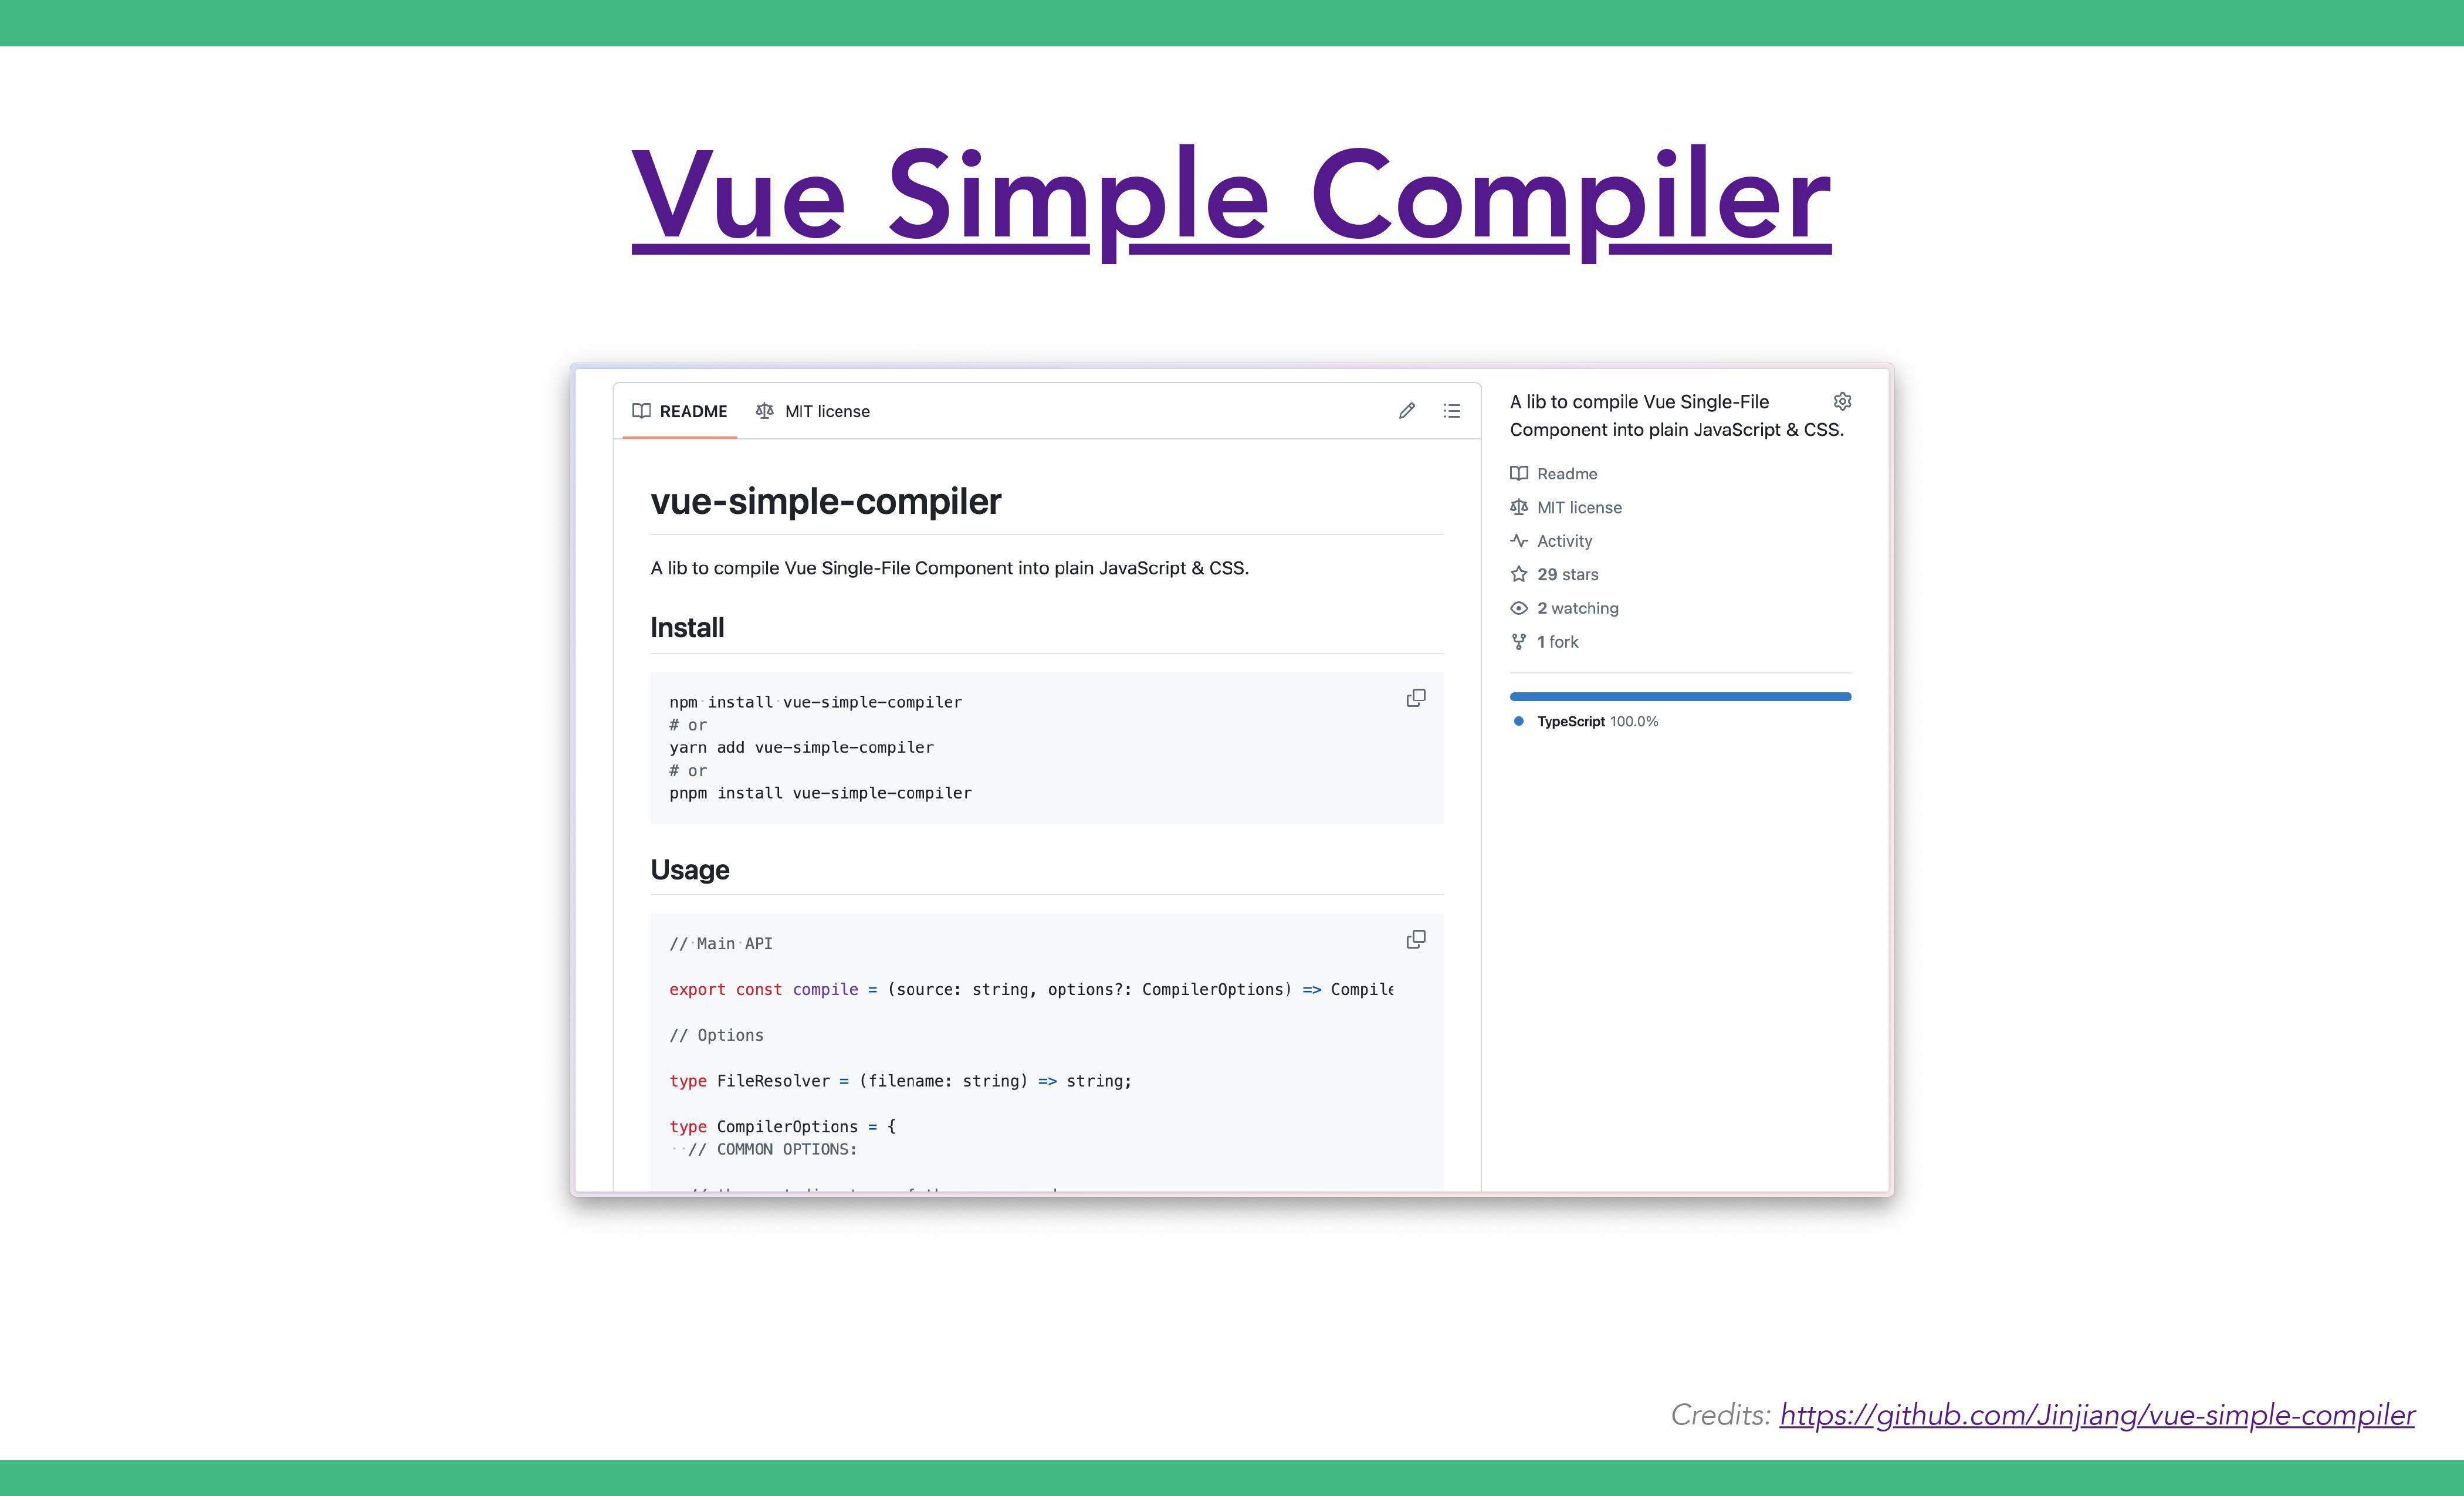 Vue Simple Compiler
README
MIT license
vue-simple-compiler
A lib to compile Vue Single-File Component into plain JavaScript & CSS.
Install
npm install vue-simple-compiler
# or
yarn add vue-simple-compiler
# or
pnpm install vue-simple-compiler
Usage
// Main API
export const compile = (source: string, options?: CompilerOptions) => Compile
// Options
type FileResolver = (filename: string) => string;
type CompilerOptions = {
// COMMON OPTIONS:
A lib to compile Vue Single-File
Component into plain JavaScript & CSS.
Readme
MIT license
Activity
29 stars
2 watching
1 fork
TypeScript 100.0%
Credits: https://github.com/Jinjiang/vue-simple-compiler